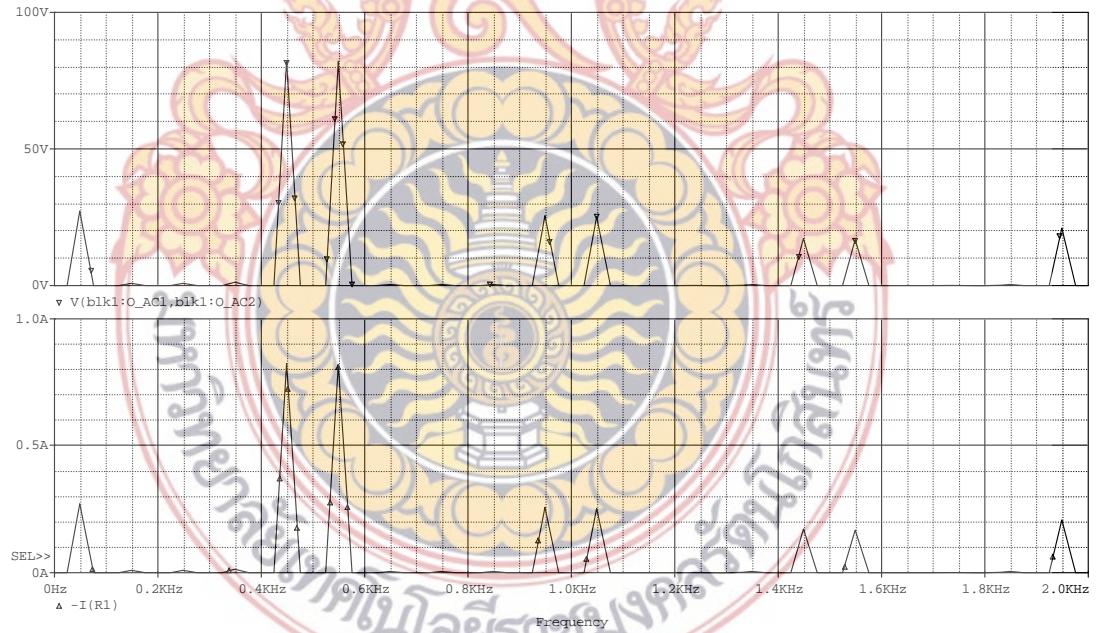 100V
50V
0V
▿ V(blk1:O_AC1,blk1:O_AC2)
1.0A
0.5A
SEL>>
0A
0Hz 0.2KHz 0.4KHz 0.6KHz 0.8KHz 1.0KHz 1.2KHz 1.4KHz 1.6KHz 1.8KHz 2.0KHz
▵ -I(R1)
Frequency